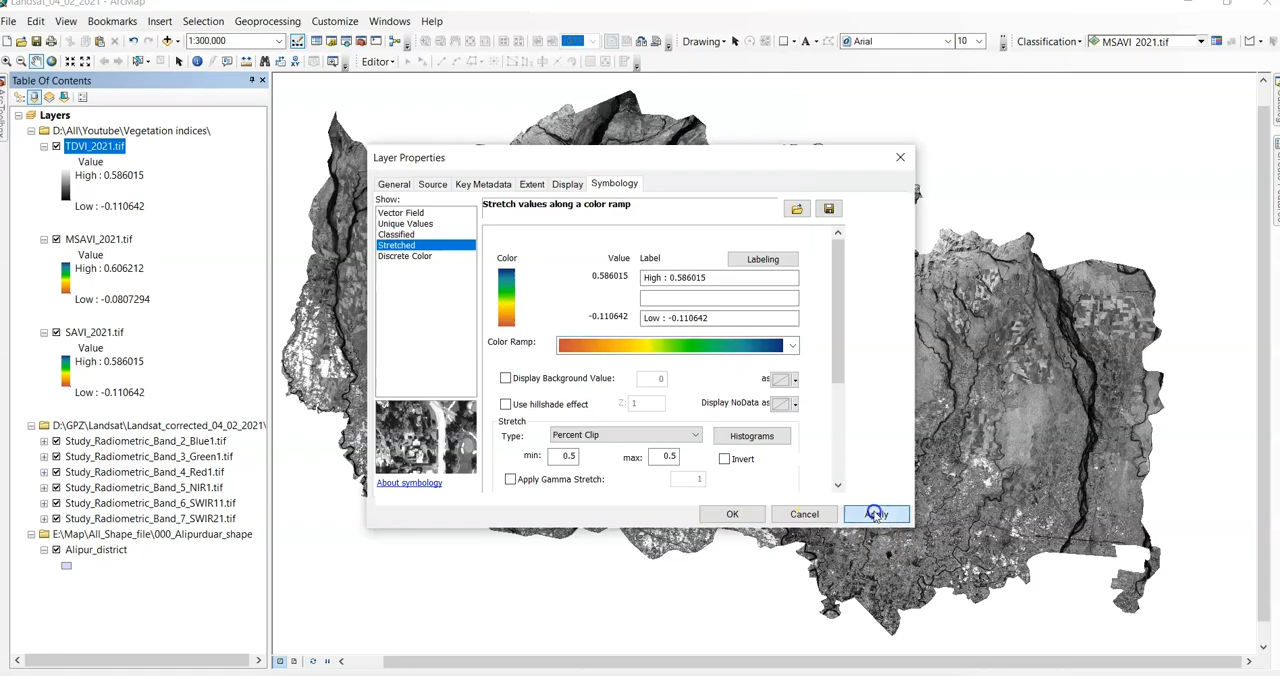 Landsat_04_02_2021 - ArcMap
File Edit View Bookmarks Insert Selection Geoprocessing Customize Windows Help
1:300,000 Drawing Arial 10 Classification MSAVI_2021.tif
Editor
Table Of Contents
Layers
D:\All\Youtube\Vegetation indices\
TDVI_2021.tif
Value
High : 0.586015
Low : -0.110642
MSAVI_2021.tif
Value
High : 0.606212
Low : -0.0807294
SAVI_2021.tif
Value
High : 0.586015
Low : -0.110642
D:\GPZ\Landsat\Landsat_corrected_04_02_2021\
Study_Radiometric_Band_2_Blue1.tif
Study_Radiometric_Band_3_Green1.tif
Study_Radiometric_Band_4_Red1.tif
Study_Radiometric_Band_5_NIR1.tif
Study_Radiometric_Band_6_SWIR11.tif
Study_Radiometric_Band_7_SWIR21.tif
E:\Map\All_Shape_file\000_Alipurduar_shape
Alipur_district
Layer Properties
General Source Key Metadata Extent Display Symbology
Show:
Vector Field
Unique Values
Classified
Stretched
Discrete Color
About symbology
Stretch values along a color ramp
Color Value Label Labeling
0.586015 High : 0.586015
-0.110642 Low : -0.110642
Color Ramp:
Display Background Value: 0 as
Use hillshade effect Z: 1 Display NoData as
Stretch
Type: Percent Clip Histograms
min: 0.5 max: 0.5 Invert
Apply Gamma Stretch: 1
OK Cancel Apply